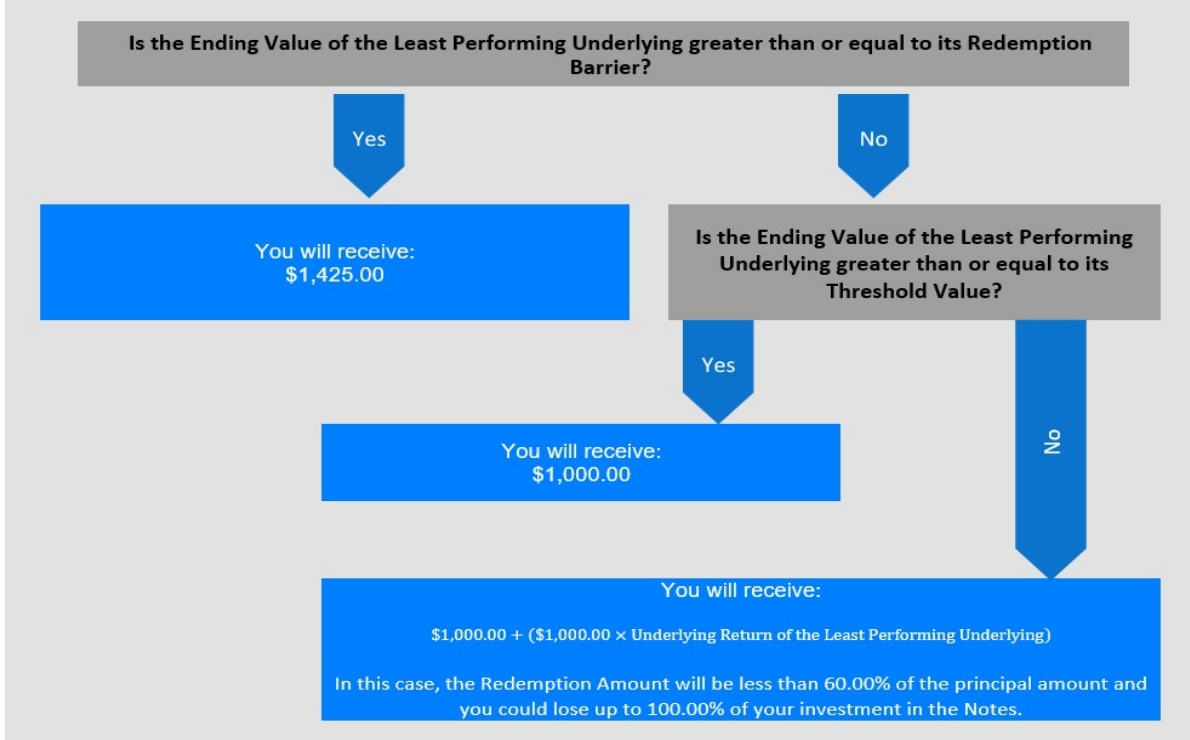 Is the Ending Value of the Least Performing Underlying greater than or equal to its Redemption
Barrier?
Yes
No
You will receive:
$1,425.00
Is the Ending Value of the Least Performing
Underlying greater than or equal to its
Threshold Value?
Yes
No
You will receive:
$1,000.00
You will receive:
$1,000.00 + ($1,000.00 × Underlying Return of the Least Performing Underlying)
In this case, the Redemption Amount will be less than 60.00% of the principal amount and
you could lose up to 100.00% of your investment in the Notes.